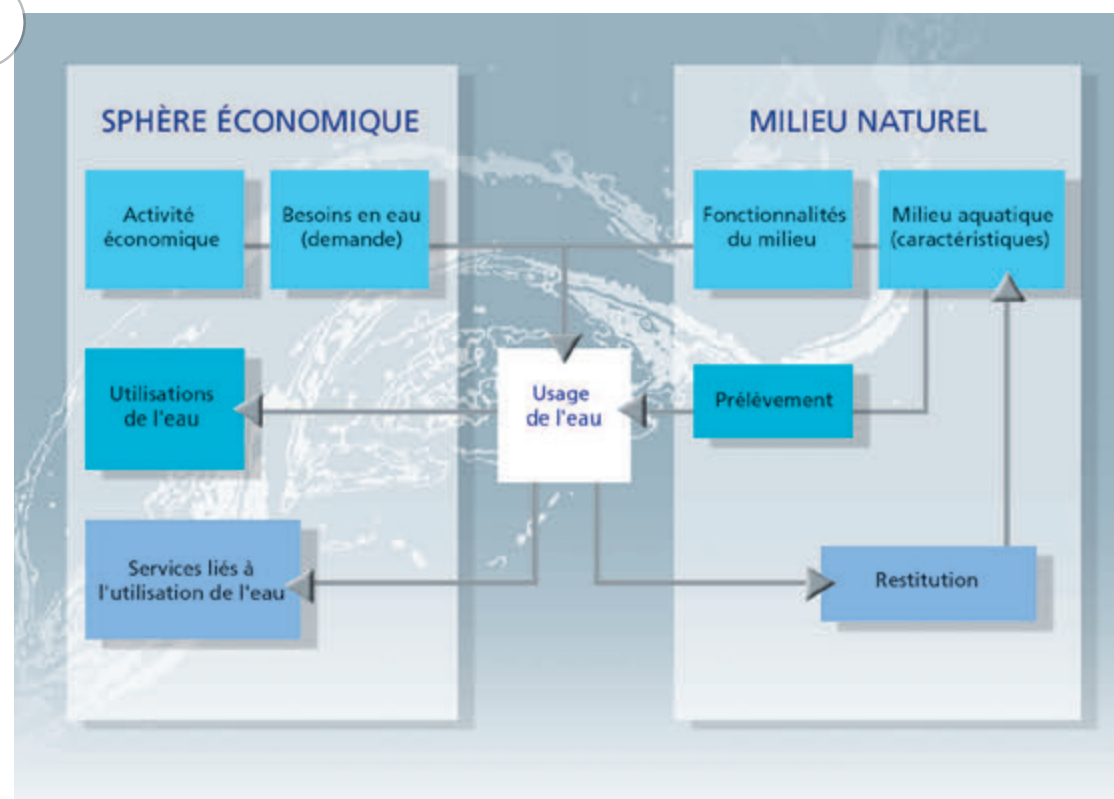 SPHÈRE ÉCONOMIQUE
Activité
économique
Besoins en eau
(demande)
Utilisations
de l'eau
Services liés à
l'utilisation de l'eau
Usage
de l'eau
MILIEU NATUREL
Fonctionnalités
du milieu
Milieu aquatique
(caractéristiques)
Prélèvement
Restitution